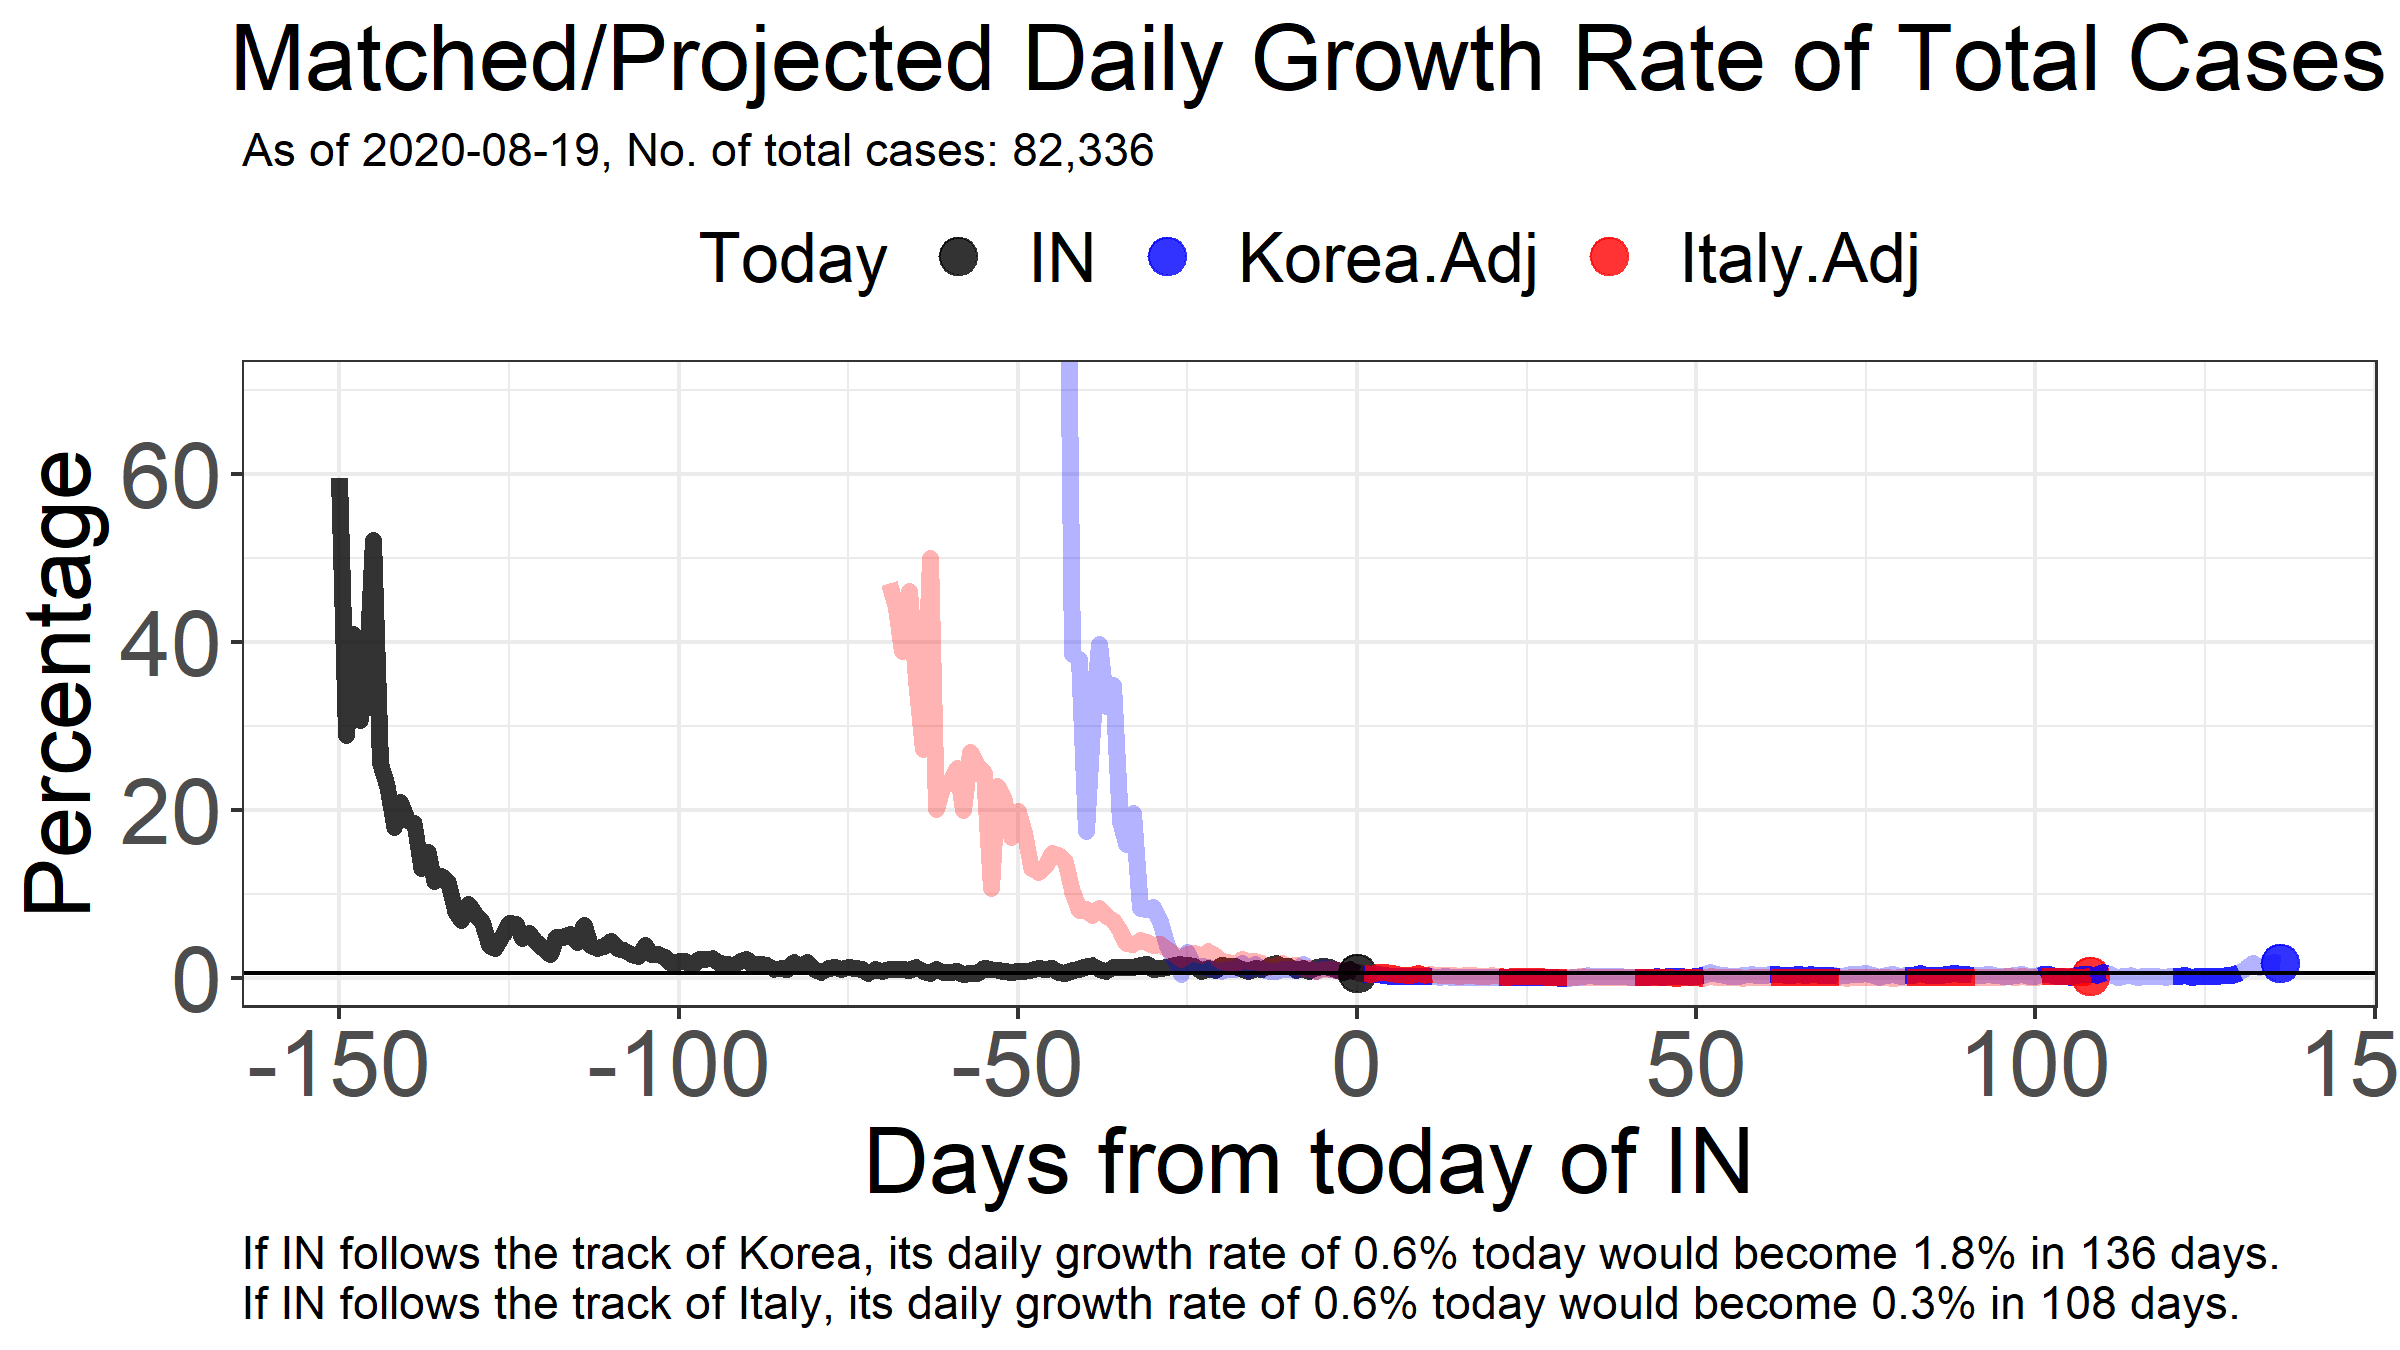 Matched/Projected Daily Growth Rate of Total Cases
As of 2020-08-19, No. of total cases: 82,336
Today IN Korea.Adj Italy.Adj
Percentage
60
40
20
0
-150 -100 -50 0 50 100 15
Days from today of IN
If IN follows the track of Korea, its daily growth rate of 0.6% today would become 1.8% in 136 days.
If IN follows the track of Italy, its daily growth rate of 0.6% today would become 0.3% in 108 days.